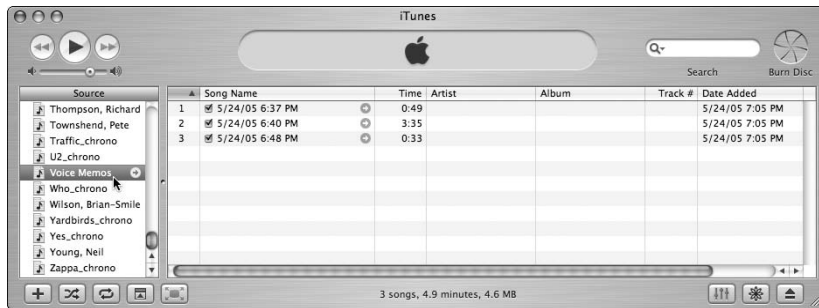 iTunes
Search
Burn Disc
Source
Thompson, Richard
Townshend, Pete
Traffic_chrono
U2_chrono
Voice Memos
Who_chrono
Wilson, Brian-Smile
Yardbirds_chrono
Yes_chrono
Young, Neil
Zappa_chrono
Song Name Time Artist Album Track # Date Added
1 5/24/05 6:37 PM 0:49 5/24/05 7:05 PM
2 5/24/05 6:40 PM 3:35 5/24/05 7:05 PM
3 5/24/05 6:48 PM 0:33 5/24/05 7:05 PM
3 songs, 4.9 minutes, 4.6 MB